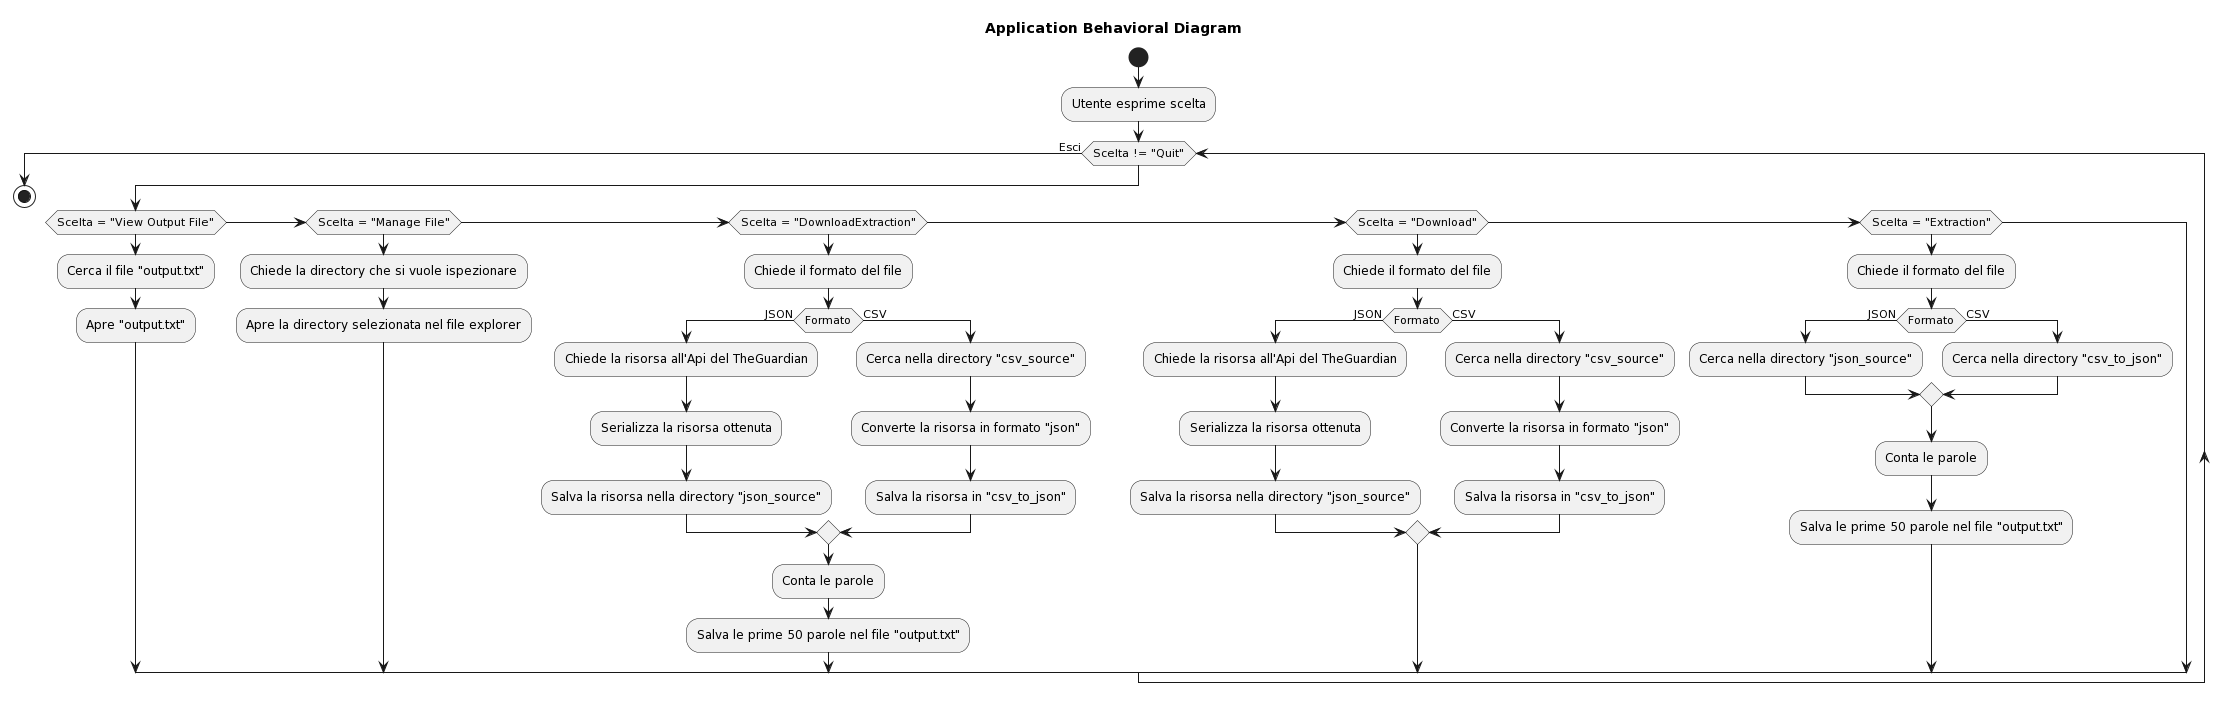 Application Behavioral Diagram
Utente esprime scelta
Esci
Scelta != "Quit"
Scelta = "View Output File"
Scelta = "Manage File"
Scelta = "DownloadExtraction"
Scelta = "Download"
Scelta = "Extraction"
Cerca il file "output.txt"
Apre "output.txt"
Chiede la directory che si vuole ispezionare
Apre la directory selezionata nel file explorer
Chiede il formato del file
JSON
Formato
CSV
Chiede la risorsa all'Api del TheGuardian
Serializza la risorsa ottenuta
Salva la risorsa nella directory "json_source"
Cerca nella directory "csv_source"
Converte la risorsa in formato "json"
Salva la risorsa in "csv_to_json"
Conta le parole
Salva le prime 50 parole nel file "output.txt"
Chiede il formato del file
JSON
Formato
CSV
Chiede la risorsa all'Api del TheGuardian
Serializza la risorsa ottenuta
Salva la risorsa nella directory "json_source"
Cerca nella directory "csv_source"
Converte la risorsa in formato "json"
Salva la risorsa in "csv_to_json"
Chiede il formato del file
JSON
Formato
CSV
Cerca nella directory "json_source"
Cerca nella directory "csv_to_json"
Conta le parole
Salva le prime 50 parole nel file "output.txt"